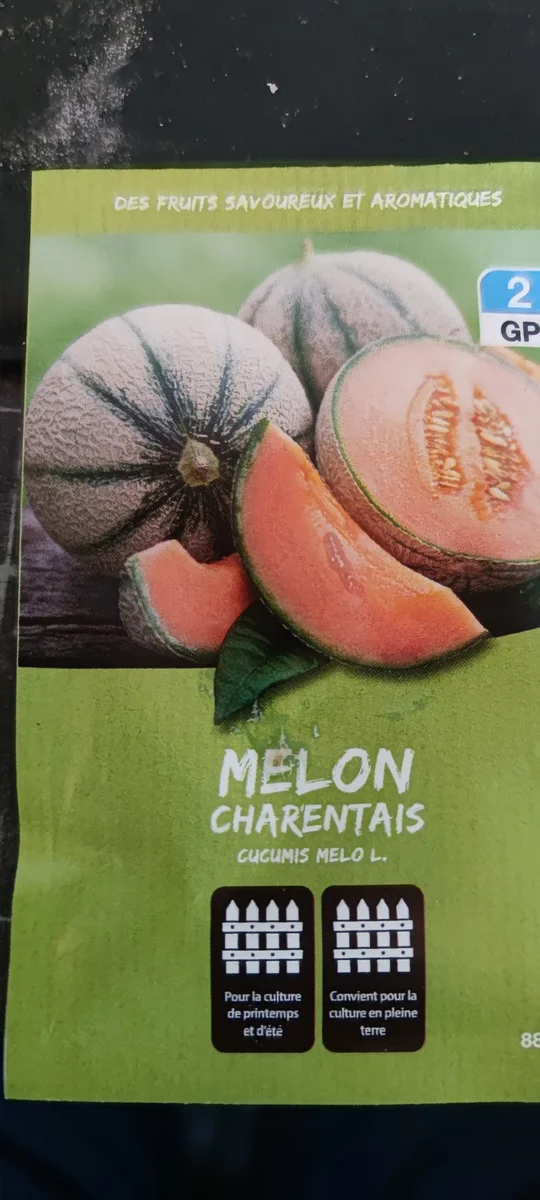 DES FRUITS SAVOUREUX ET AROMATIQUES
2
GP
MELON
CHARENTAIS
CUCUMIS MELO L.
Pour la culture
de printemps
et d'été
Convient pour la
culture en pleine
terre
88